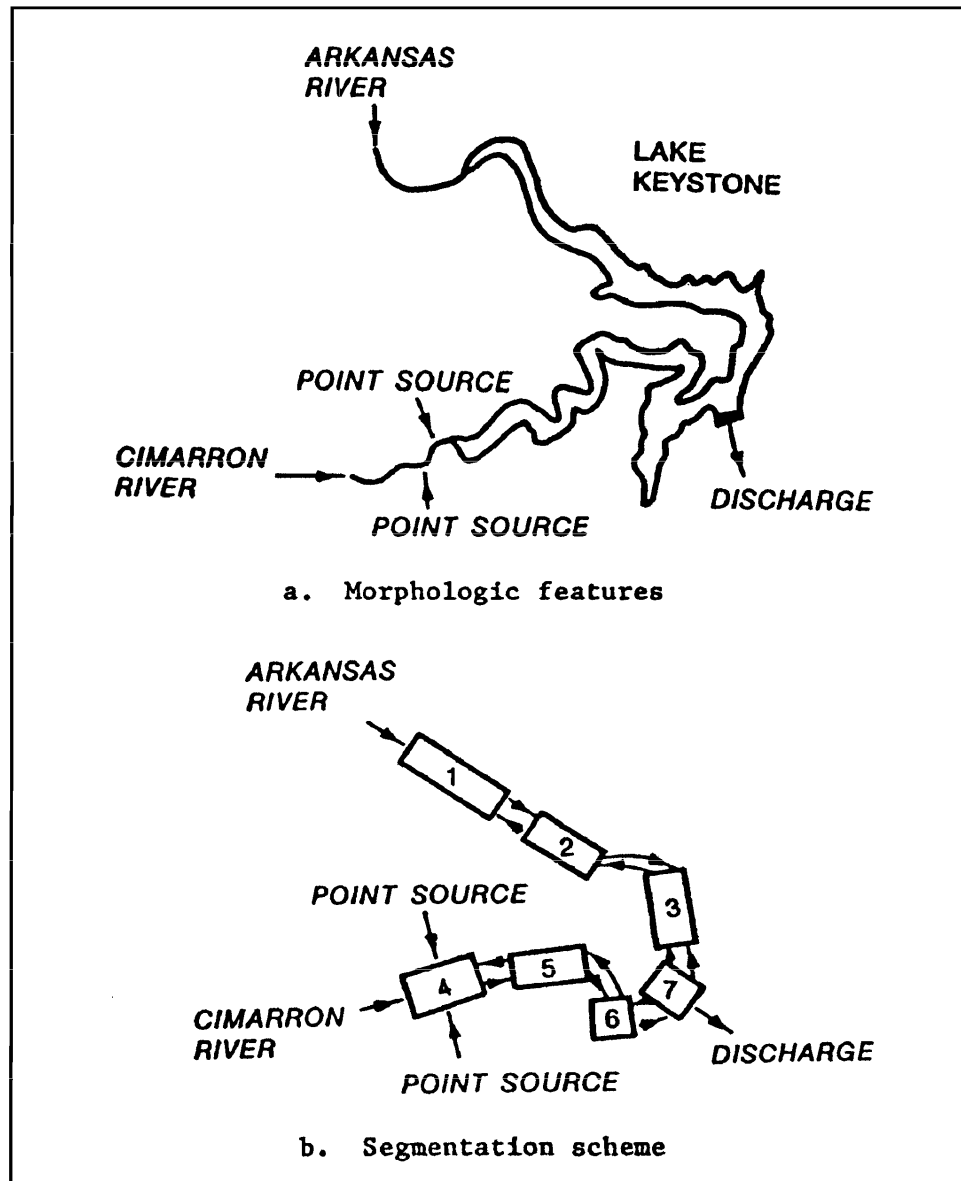 ARKANSAS
RIVER
LAKE
KEYSTONE
POINT SOURCE
CIMARRON
RIVER
POINT SOURCE
DISCHARGE
a. Morphologic features
ARKANSAS
RIVER
1
2
3
POINT SOURCE
4
5
6
7
CIMARRON
RIVER
POINT SOURCE
DISCHARGE
b. Segmentation scheme